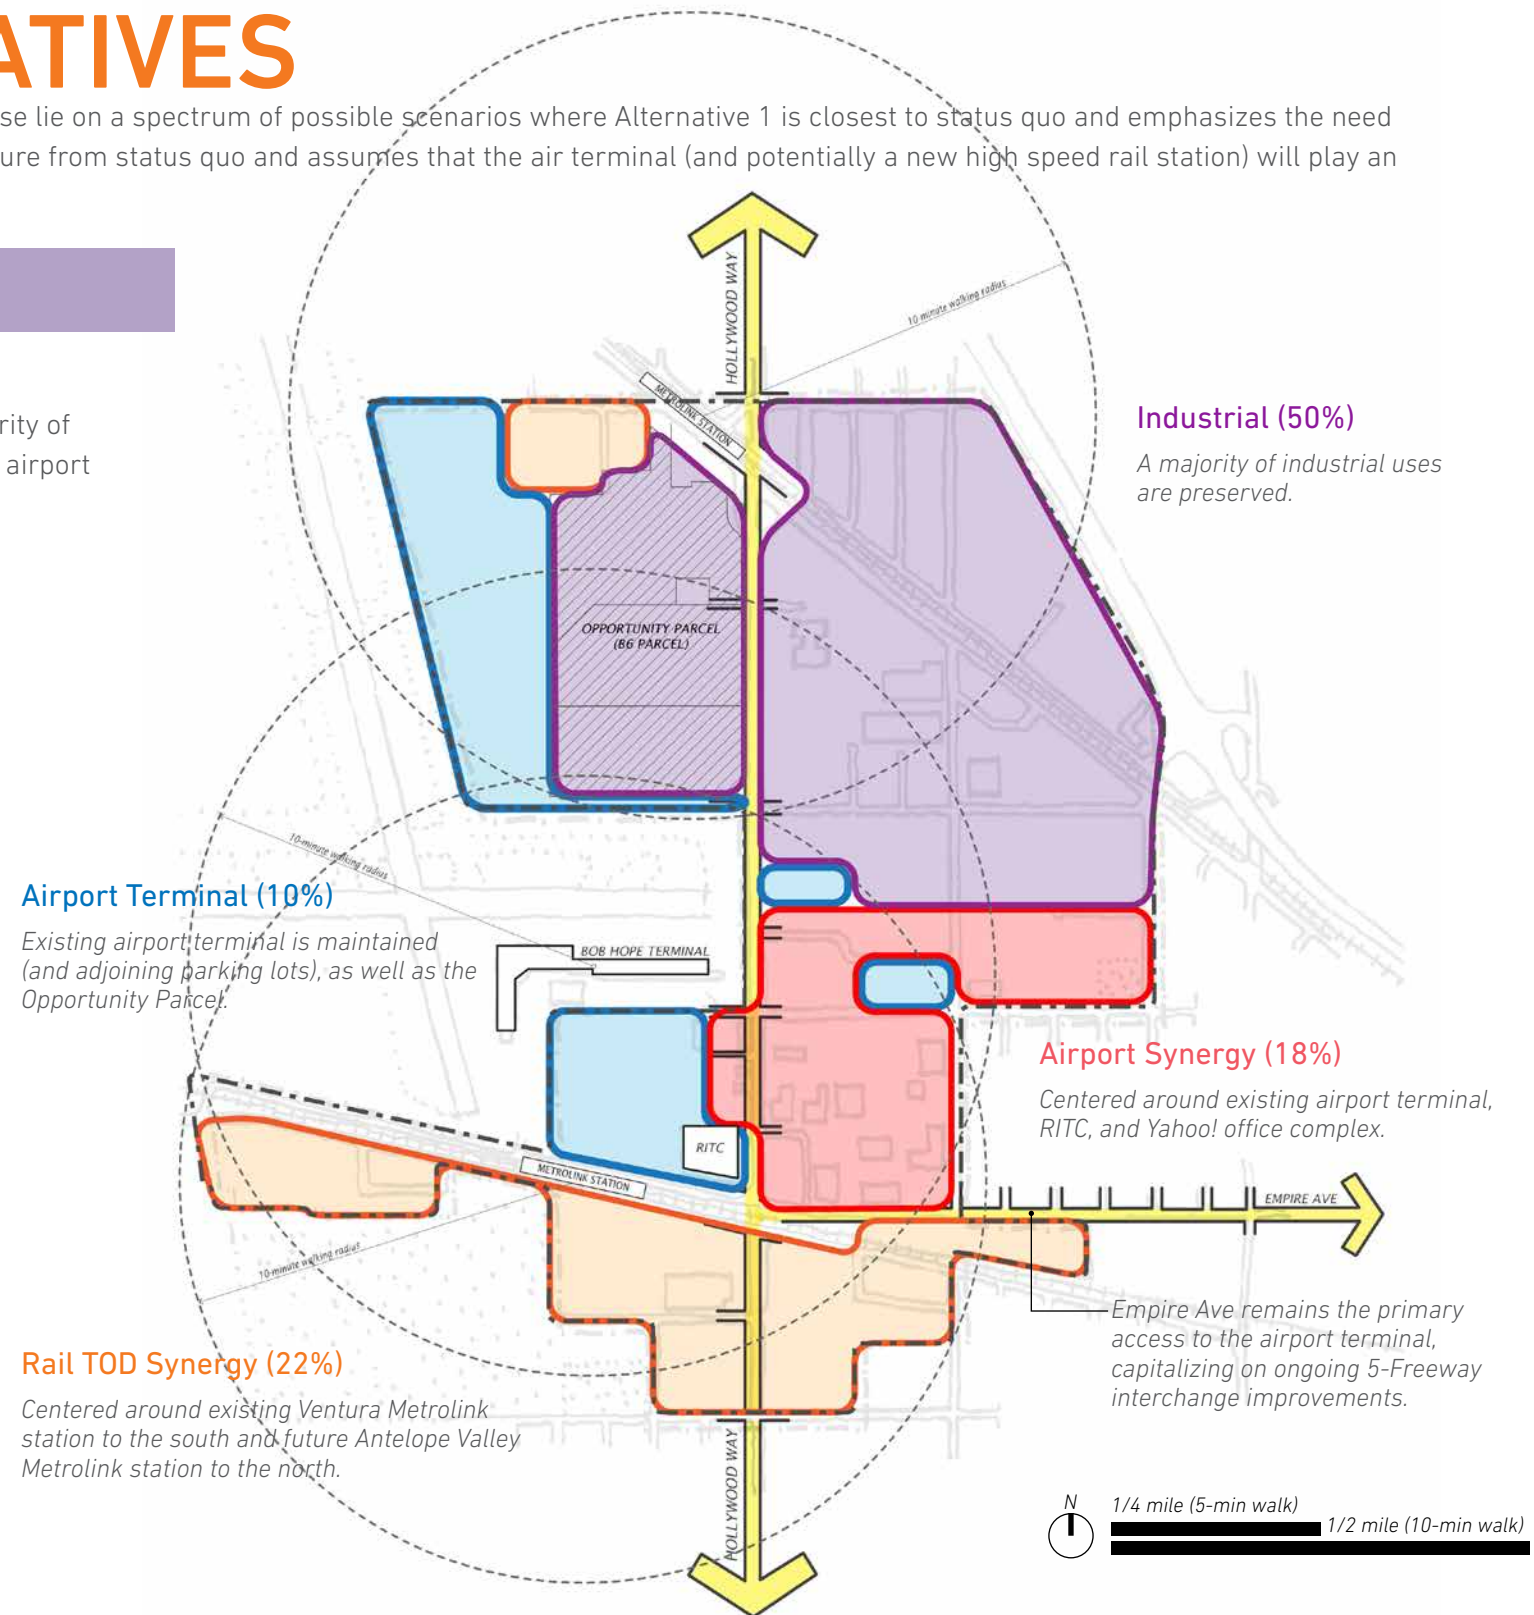 ATIVES
se lie on a spectrum of possible scenarios where Alternative 1 is closest to status quo and emphasizes the need
ure from status quo and assumes that the air terminal (and potentially a new high speed rail station) will play an
rity of
airport
HOLLYWOOD WAY
10 minute walking radius
METROLINK STATION
Industrial (50%)
A majority of industrial uses
are preserved.
OPPORTUNITY PARCEL
(B6 PARCEL)
10-minute walking radius
Airport Terminal (10%)
Existing airport terminal is maintained
(and adjoining parking lots), as well as the
Opportunity Parcel.
BOB HOPE TERMINAL
Airport Synergy (18%)
Centered around existing airport terminal,
RITC, and Yahoo! office complex.
RITC
METROLINK STATION
EMPIRE AVE
10-minute walking radius
Empire Ave remains the primary
access to the airport terminal,
capitalizing on ongoing 5-Freeway
interchange improvements.
Rail TOD Synergy (22%)
Centered around existing Ventura Metrolink
station to the south and future Antelope Valley
Metrolink station to the north.
HOLLYWOOD WAY
N
1/4 mile (5-min walk)
1/2 mile (10-min walk)